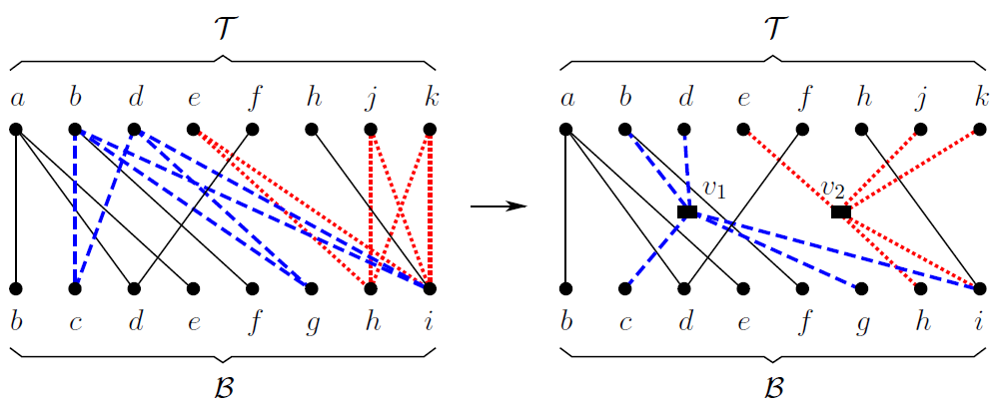 𝒯 𝒯
a b d e f h j k a b d e f h j k
v₁ v₂
b c d e f g h i b c d e f g h i
ℬ ℬ